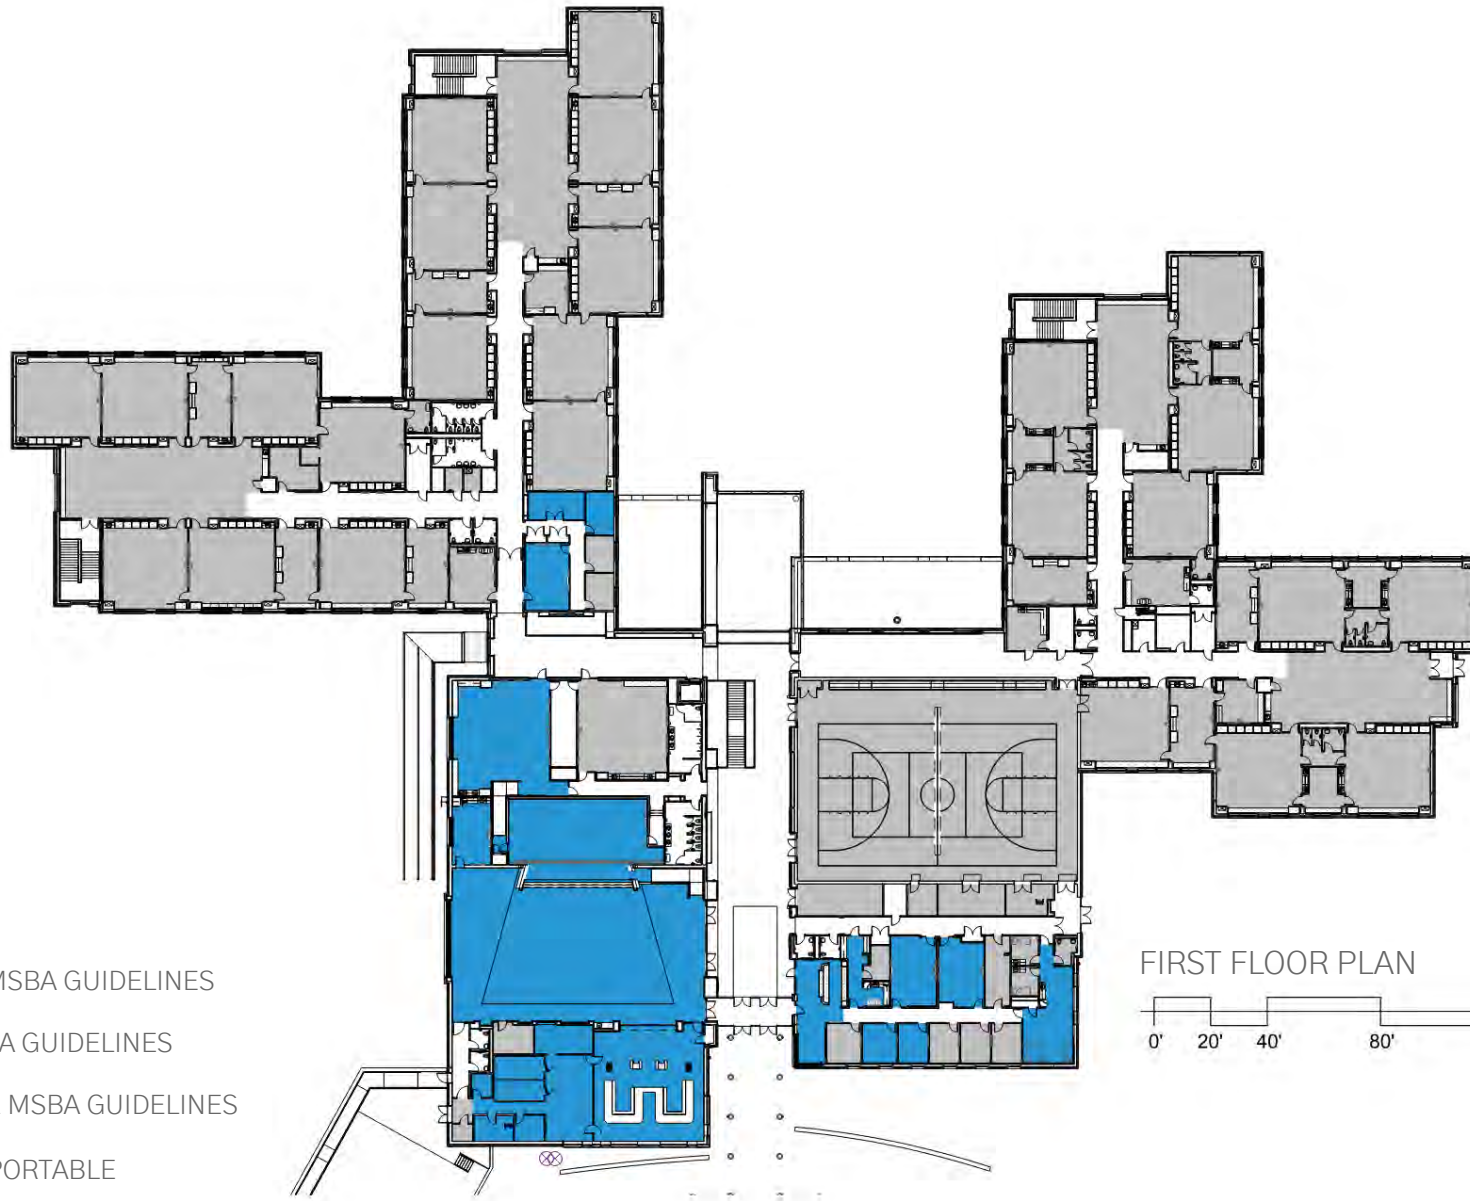 MSBA GUIDELINES
GUIDELINES
MSBA GUIDELINES
PORTABLE
FIRST FLOOR PLAN
0' 20' 40' 80'